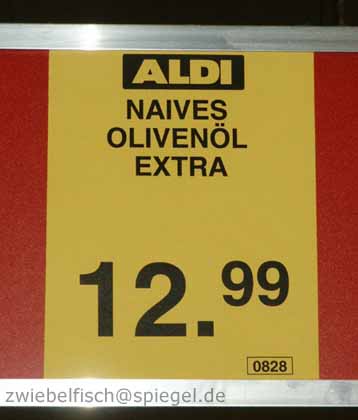 ALDI
NAIVES
OLIVENÖL
EXTRA
12.99
0828
zwiebelfisch@spiegel.de